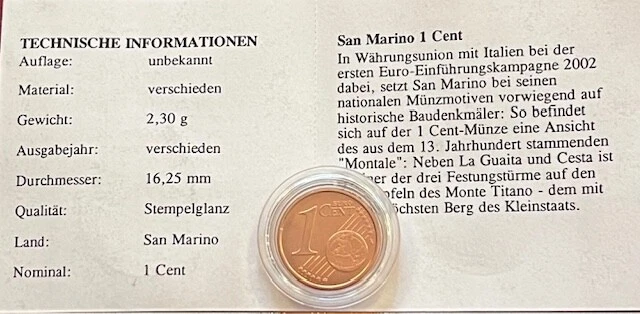 TECHNISCHE INFORMATIONEN
Auflage: unbekannt
Material: verschieden
Gewicht: 2,30 g
Ausgabejahr: verschieden
Durchmesser: 16,25 mm
Qualität: Stempelglanz
Land: San Marino
Nominal: 1 Cent
San Marino 1 Cent
In Währungsunion mit Italien bei der
ersten Euro-Einführungskampagne 2002
dabei, setzt San Marino bei seinen
nationalen Münzmotiven vorwiegend auf
historische Baudenkmäler: So befindet
sich auf der 1 Cent-Münze eine Ansicht
des aus dem 13. Jahrhundert stammenden
"Montale": Neben La Guaita und Cesta ist
ner der drei Festungstürme auf den
pfeln des Monte Titano - dem mit
öchsten Berg des Kleinstaats.
1 EURO
CENT